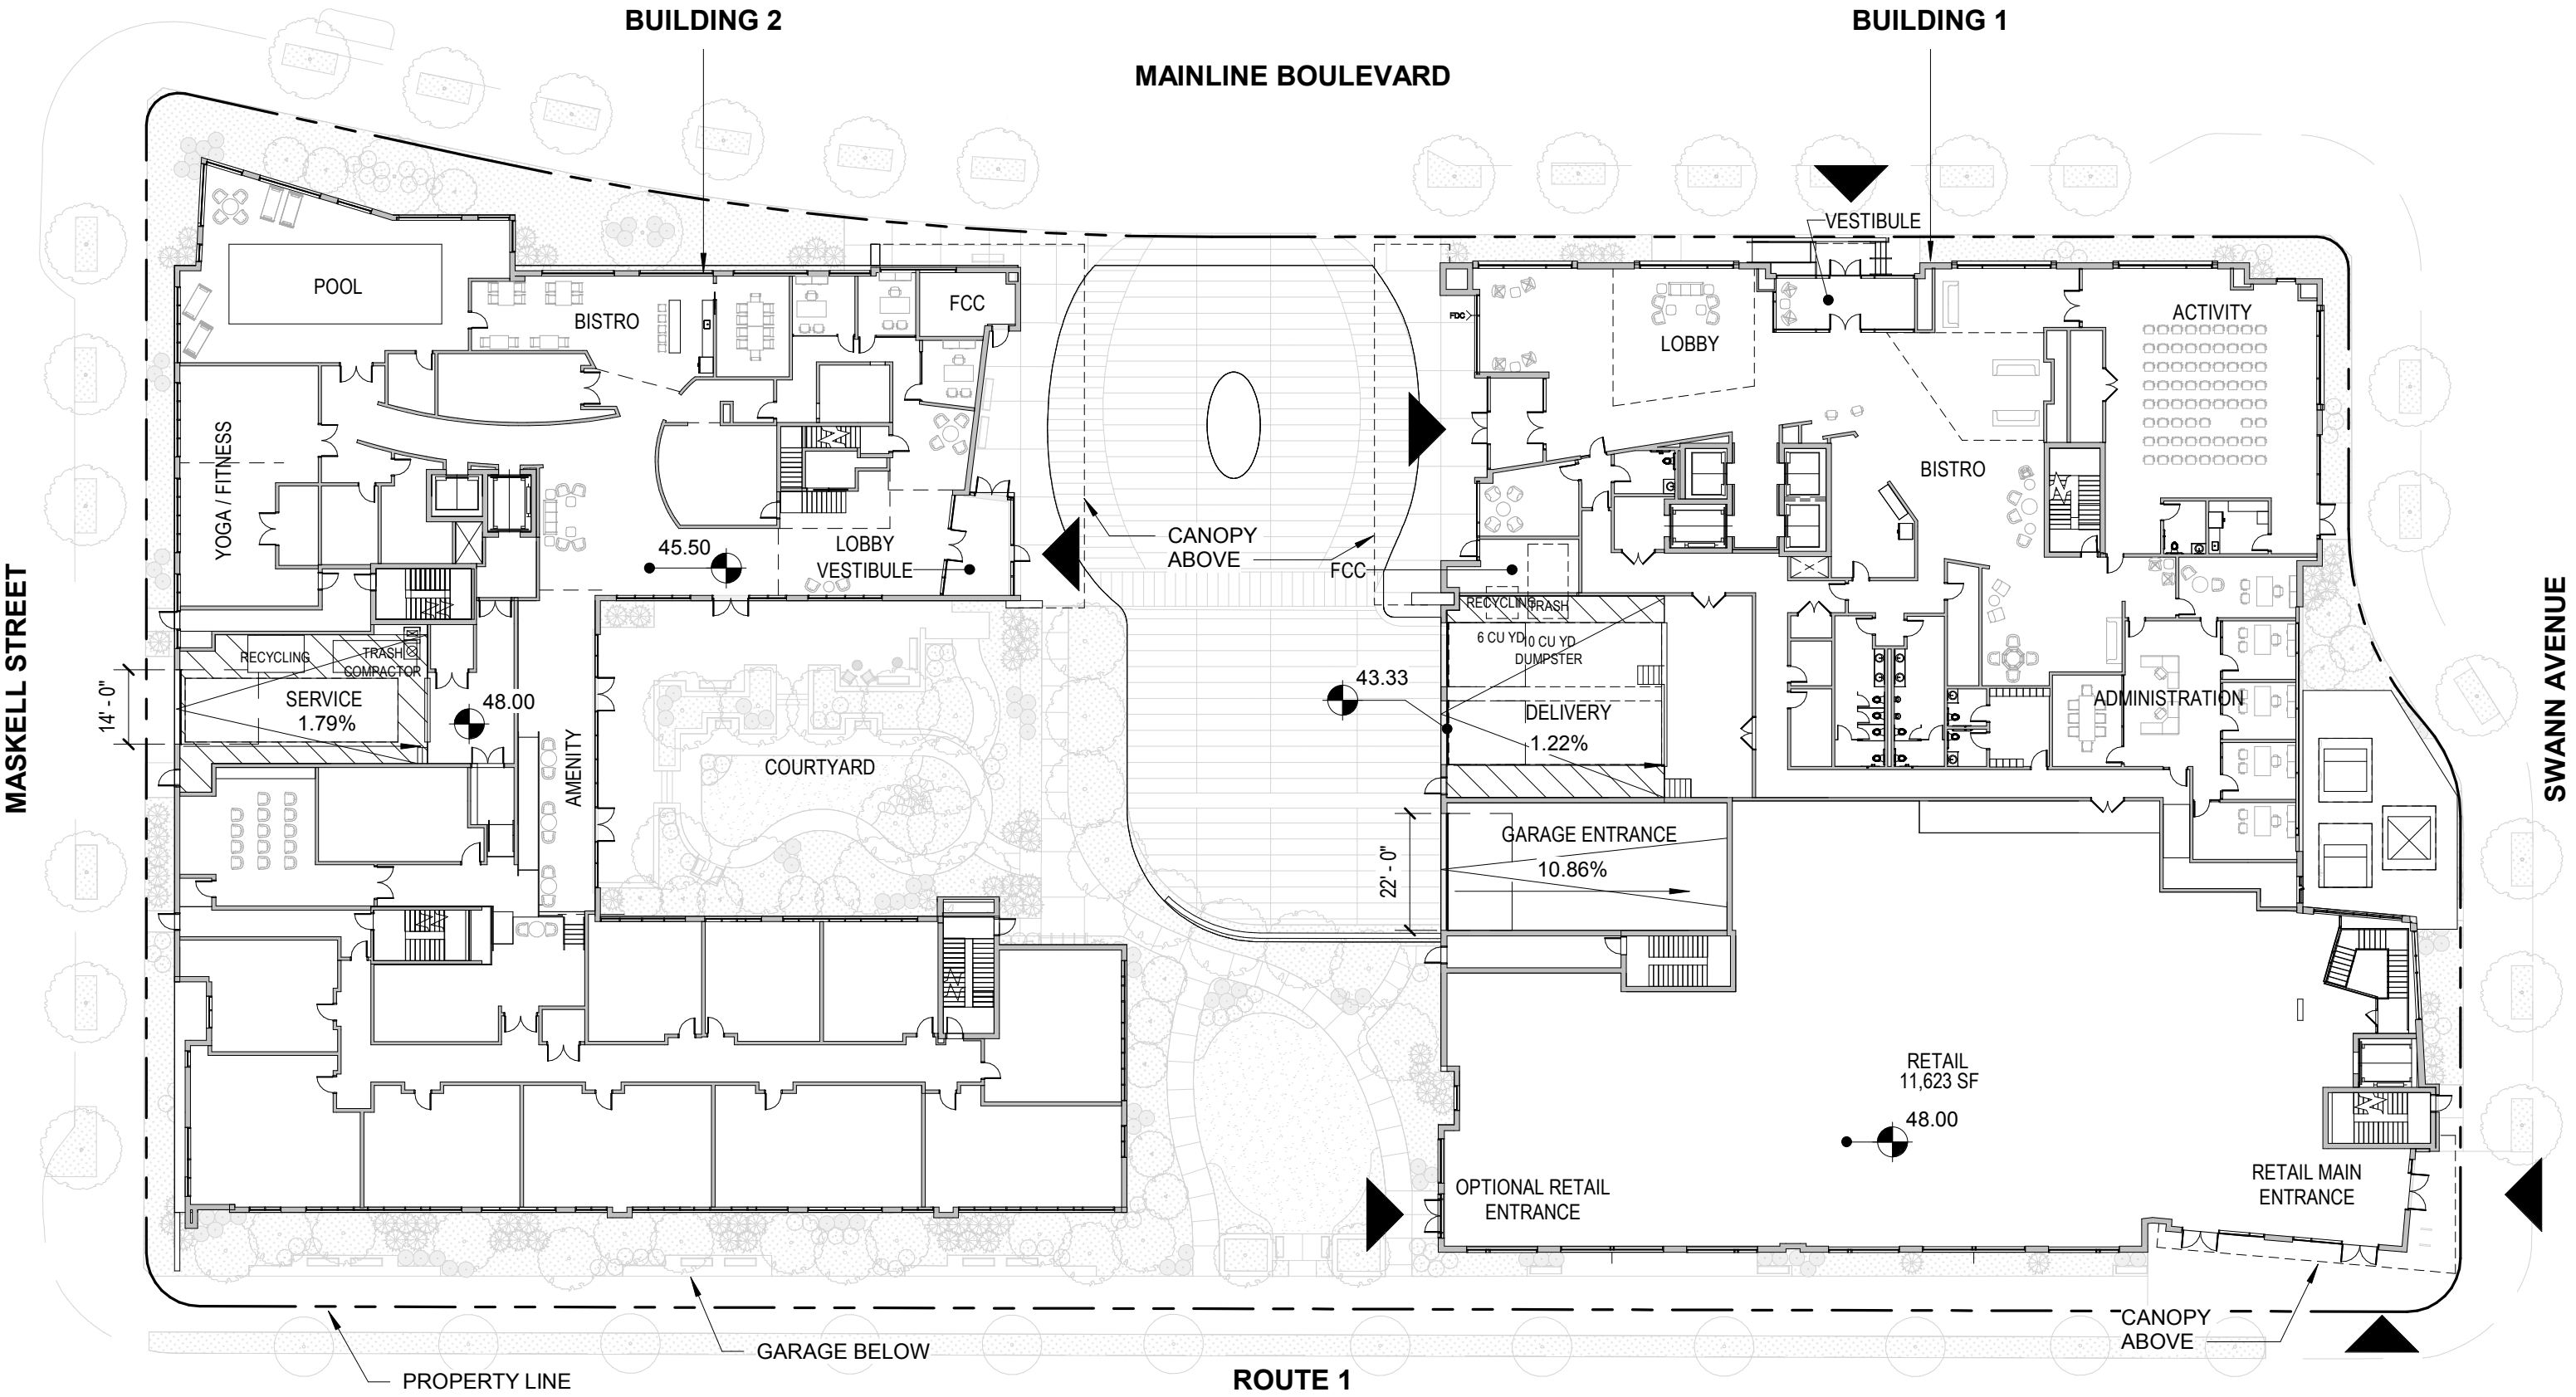 BUILDING 2
BUILDING 1
MAINLINE BOULEVARD
VESTIBULE
POOL
BISTRO
FCC
FDC
LOBBY
ACTIVITY
YOGA / FITNESS
BISTRO
CANOPY
ABOVE
45.50
LOBBY
VESTIBULE
FCC
MASKELL STREET
SWANN AVENUE
RECYCLING
TRASH
RECYCLING
TRASH
COMPACTOR
6 CU YD
10 CU YD
DUMPSTER
14' - 0"
SERVICE
1.79%
48.00
43.33
DELIVERY
1.22%
ADMINISTRATION
AMENITY
COURTYARD
GARAGE ENTRANCE
10.86%
22' - 0"
RETAIL
11,623 SF
48.00
OPTIONAL RETAIL
ENTRANCE
RETAIL MAIN
ENTRANCE
CANOPY
ABOVE
GARAGE BELOW
PROPERTY LINE
ROUTE 1